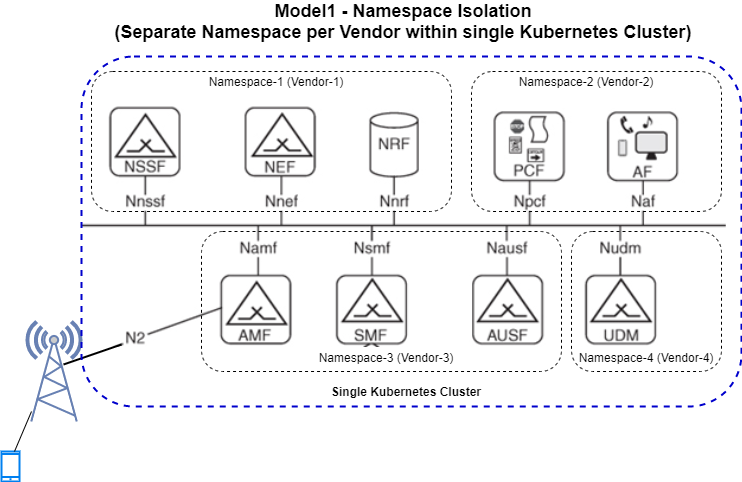 Model1 - Namespace Isolation
(Separate Namespace per Vendor within single Kubernetes Cluster)
Namespace-1 (Vendor-1)
Namespace-2 (Vendor-2)
NSSF
NEF
NRF
PCF
AF
Nnssf
Nnef
Nnrf
Npcf
Naf
Namf
Nsmf
Nausf
Nudm
N2
AMF
SMF
AUSF
UDM
Namespace-3 (Vendor-3)
Namespace-4 (Vendor-4)
Single Kubernetes Cluster